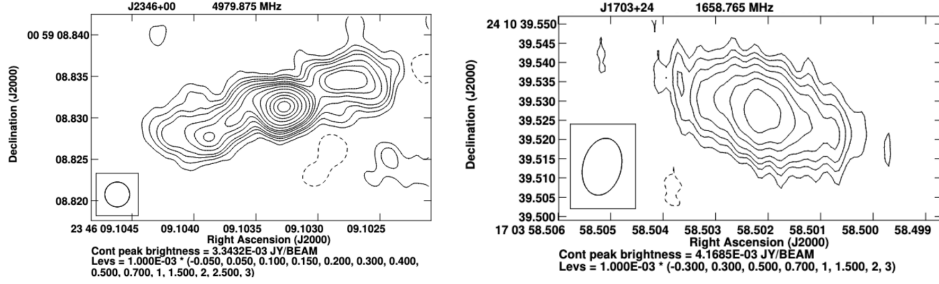 J2346+00 4979.875 MHz
Declination (J2000)
00 59 08.840
08.835
08.830
08.825
08.820
23 46 09.1045 09.1040 09.1035 09.1030 09.1025
Right Ascension (J2000)
Cont peak brightness = 3.3432E-03 JY/BEAM
Levs = 1.000E-03 * (-0.050, 0.050, 0.100, 0.150, 0.200, 0.300, 0.400,
0.500, 0.700, 1, 1.500, 2, 2.500, 3)
J1703+24 1658.765 MHz
Declination (J2000)
24 10 39.550
39.545
39.540
39.535
39.530
39.525
39.520
39.515
39.510
39.505
39.500
17 03 58.506 58.505 58.504 58.503 58.502 58.501 58.500 58.499
Right Ascension (J2000)
Cont peak brightness = 4.1685E-03 JY/BEAM
Levs = 1.000E-03 * (-0.300, 0.300, 0.500, 0.700, 1, 1.500, 2, 3)